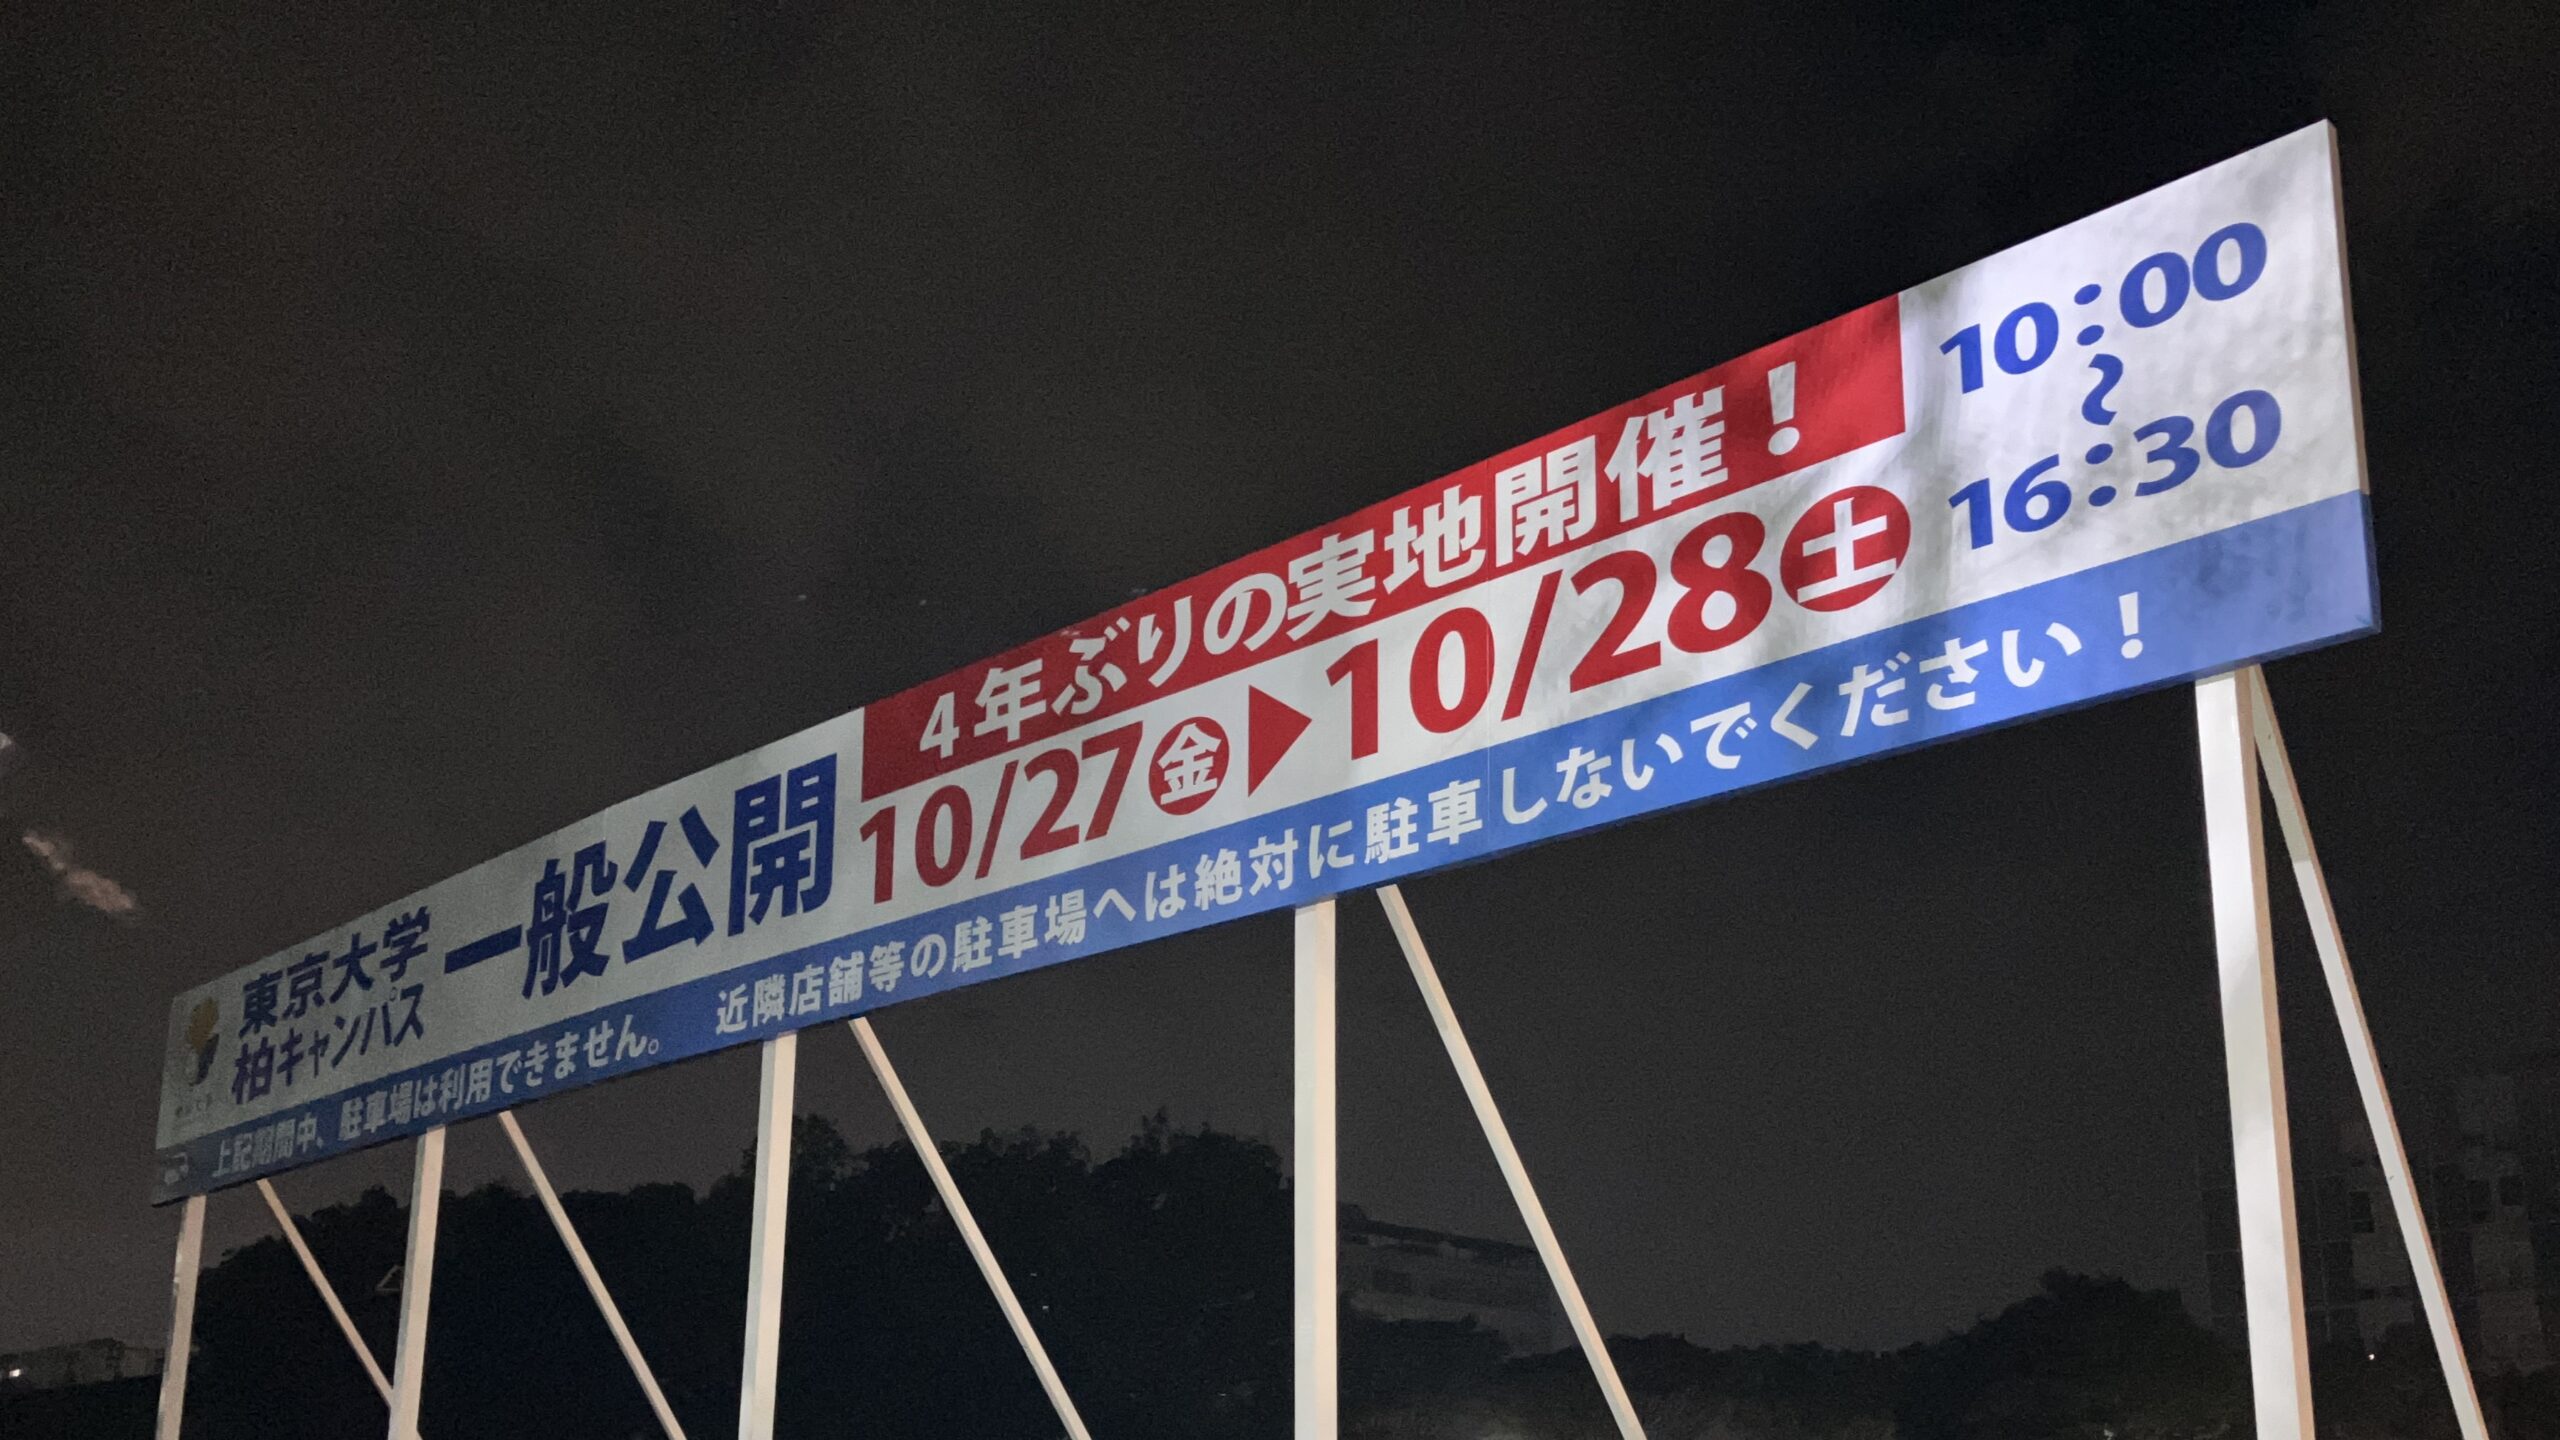 東京大学
柏キャンパス
一般公開
4年ぶりの実地開催！
10/27金▶10/28土
10:00
〜
16:30
上記期間中、駐車場は利用できません。　近隣店舗等の駐車場へは絶対に駐車しないでください！